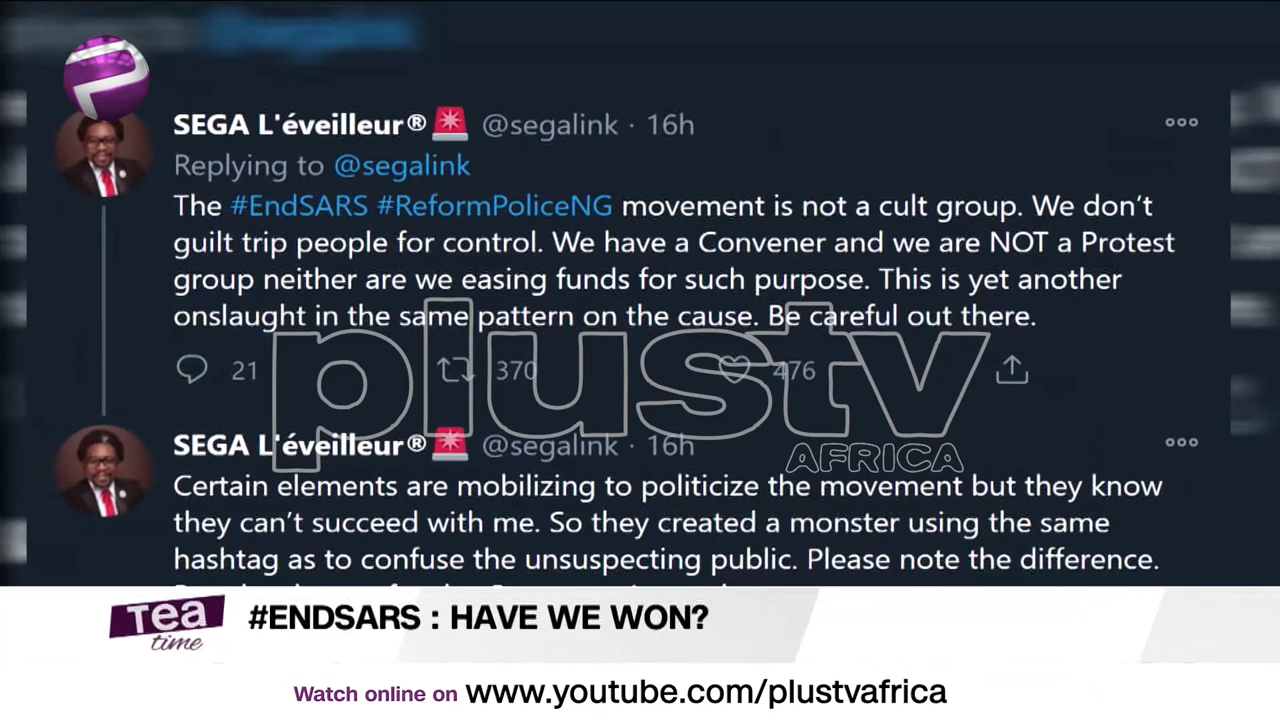 SEGA L'éveilleur® @segalink · 16h
Replying to @segalink
The #EndSARS #ReformPoliceNG movement is not a cult group. We don't
guilt trip people for control. We have a Convener and we are NOT a Protest
group neither are we easing funds for such purpose. This is yet another
onslaught in the same pattern on the cause. Be careful out there.
21 370 476
plustv
AFRICA
SEGA L'éveilleur® @segalink · 16h
Certain elements are mobilizing to politicize the movement but they know
they can't succeed with me. So they created a monster using the same
hashtag as to confuse the unsuspecting public. Please note the difference.
Tea
time
#ENDSARS : HAVE WE WON?
Watch online on www.youtube.com/plustvafrica